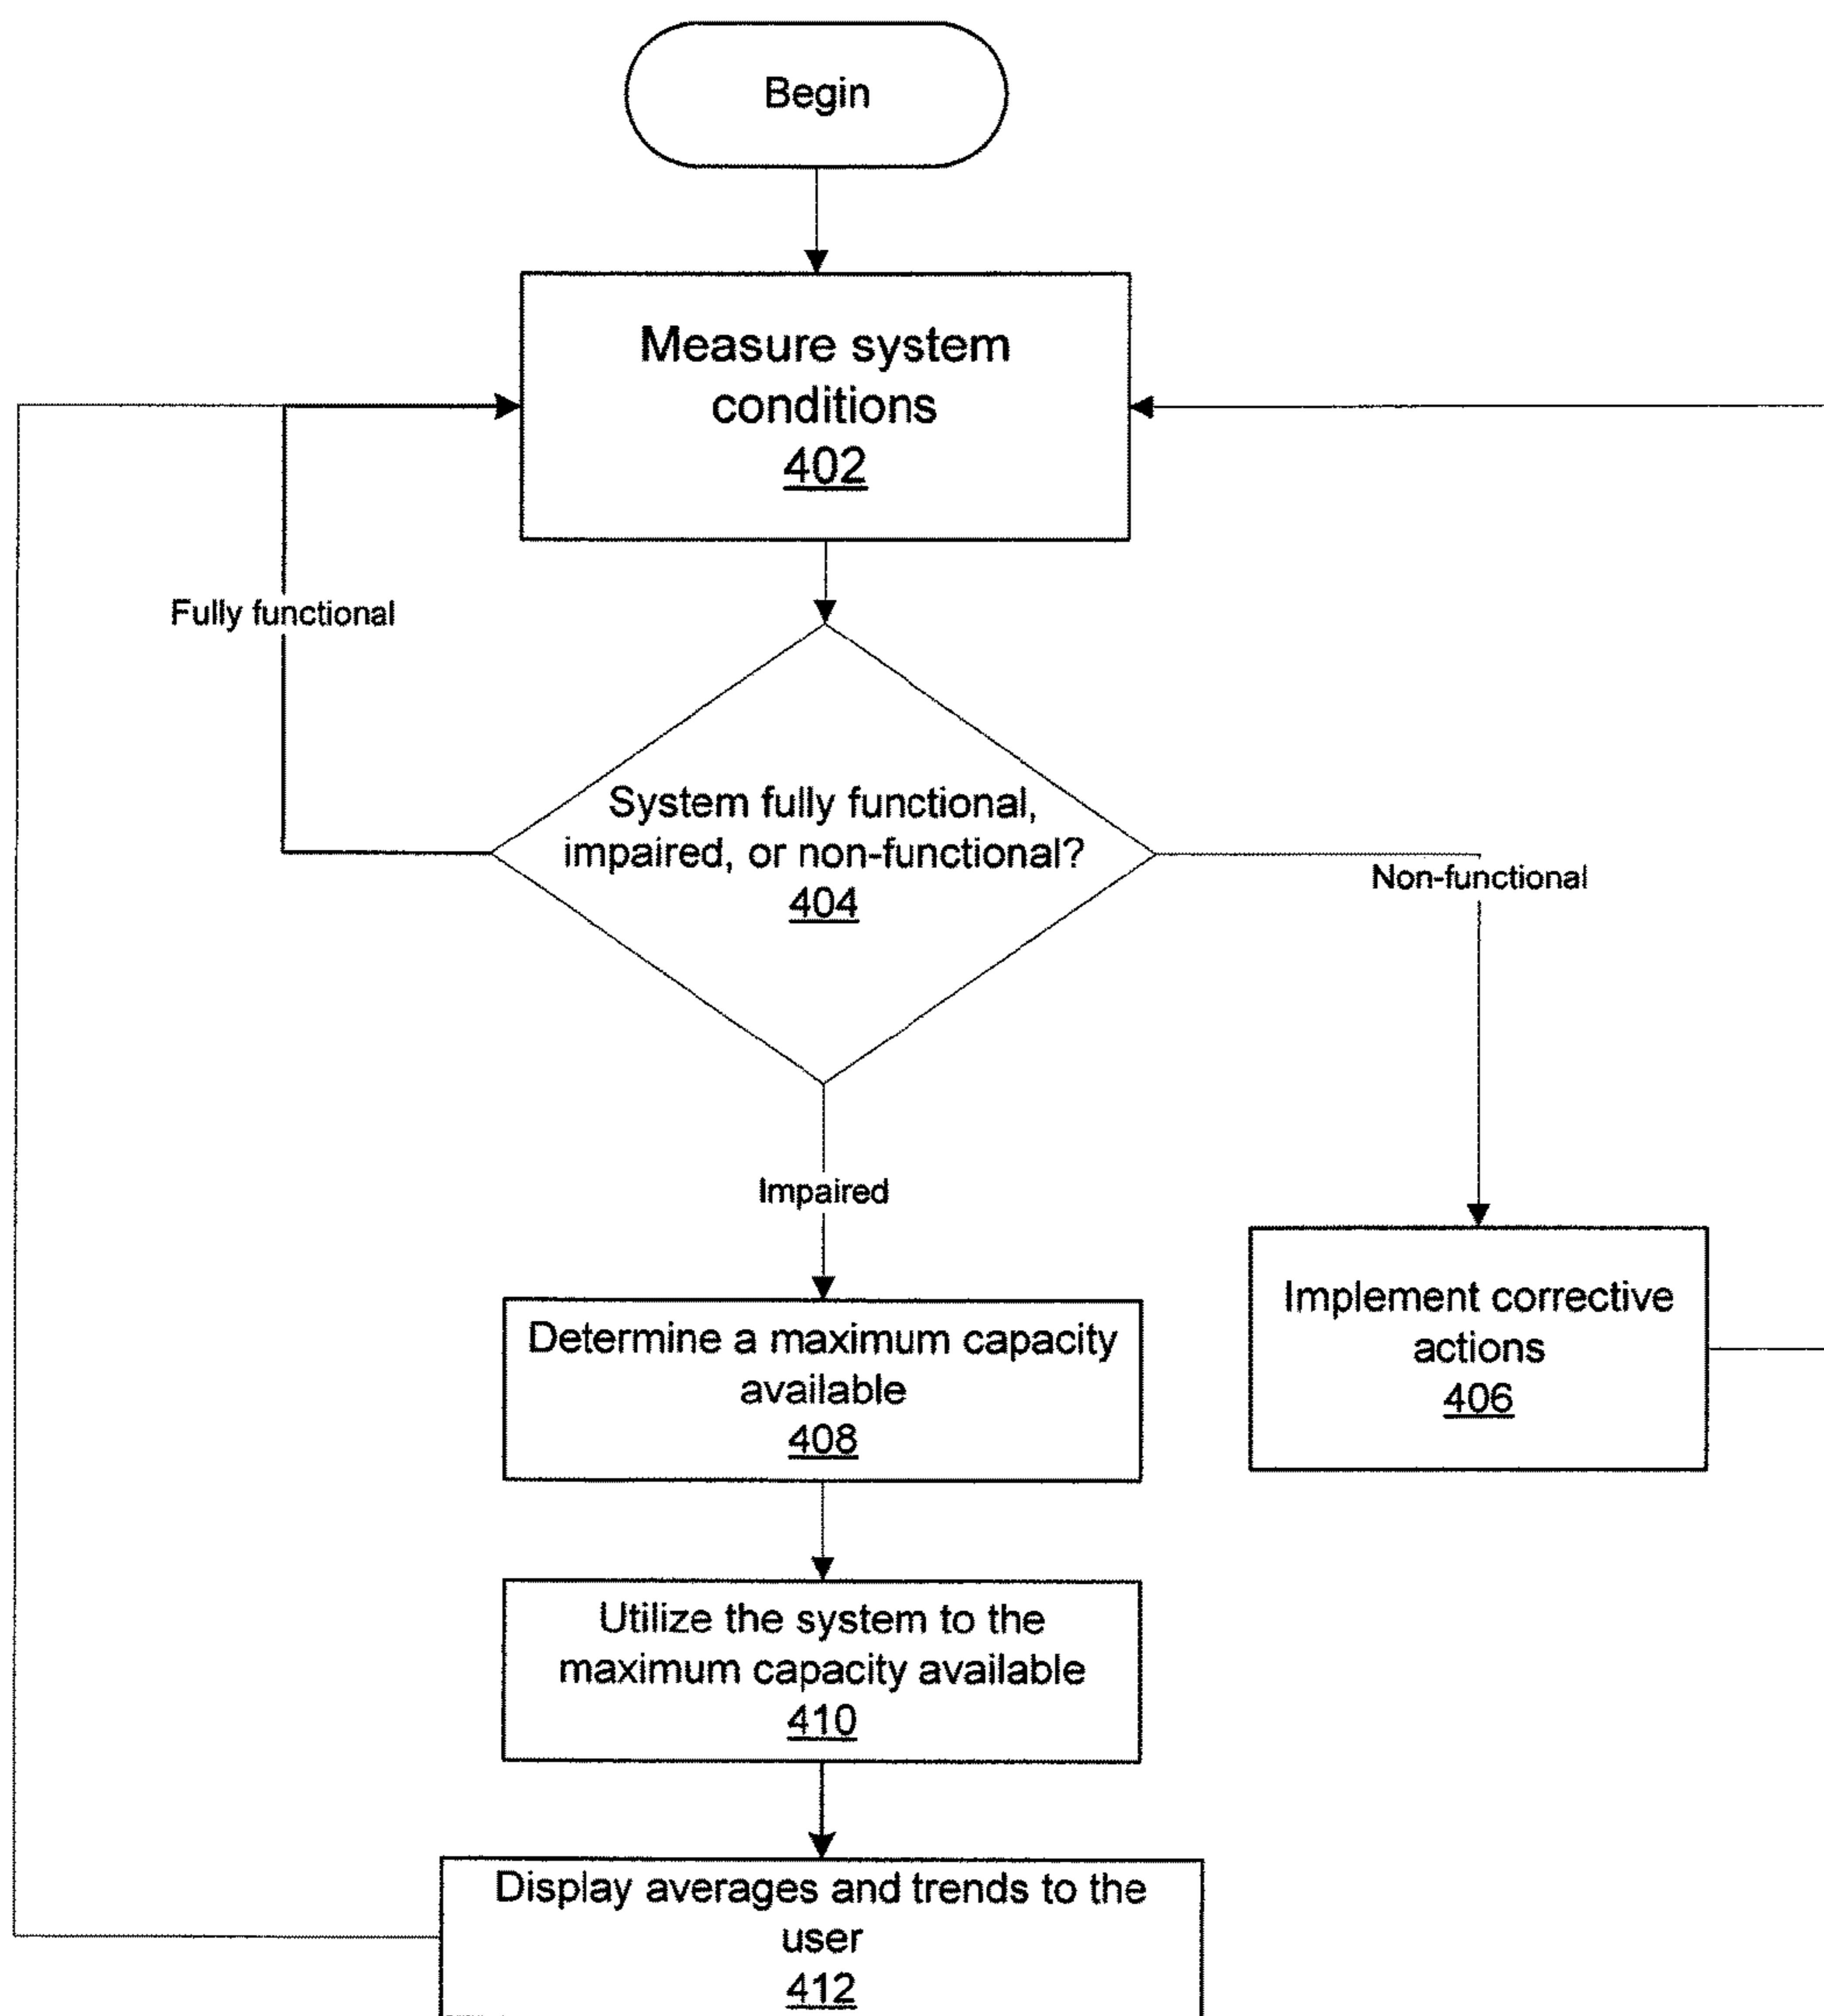 Begin
Measure system
conditions
402
Fully functional
System fully functional,
impaired, or non-functional?
404
Non-functional
Impaired
Implement corrective
actions
406
Determine a maximum capacity
available
408
Utilize the system to the
maximum capacity available
410
Display averages and trends to the
user
412